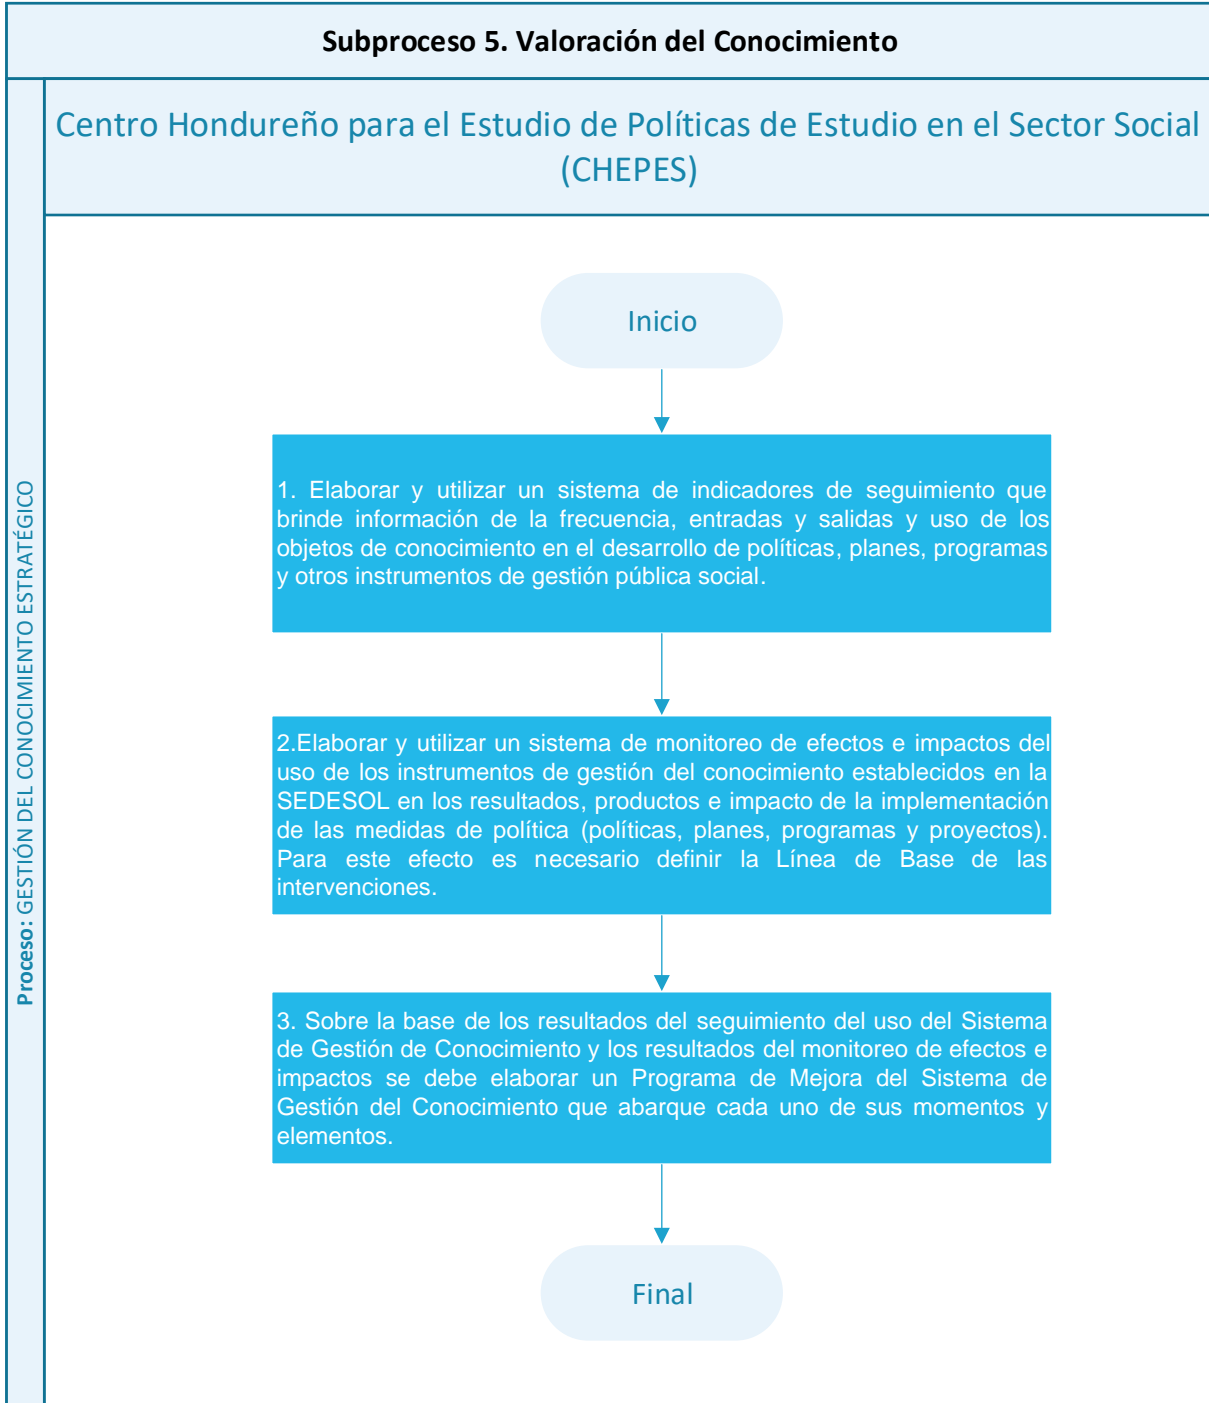 Subproceso 5. Valoración del Conocimiento
Centro Hondureño para el Estudio de Políticas de Estudio en el Sector Social
(CHEPES)
Proceso: GESTIÓN DEL CONOCIMIENTO ESTRATÉGICO
Inicio
1. Elaborar y utilizar un sistema de indicadores de seguimiento que
brinde información de la frecuencia, entradas y salidas y uso de los
objetos de conocimiento en el desarrollo de políticas, planes, programas
y otros instrumentos de gestión pública social.
2.Elaborar y utilizar un sistema de monitoreo de efectos e impactos del
uso de los instrumentos de gestión del conocimiento establecidos en la
SEDESOL en los resultados, productos e impacto de la implementación
de las medidas de política (políticas, planes, programas y proyectos).
Para este efecto es necesario definir la Línea de Base de las
intervenciones.
3. Sobre la base de los resultados del seguimiento del uso del Sistema
de Gestión de Conocimiento y los resultados del monitoreo de efectos e
impactos se debe elaborar un Programa de Mejora del Sistema de
Gestión del Conocimiento que abarque cada uno de sus momentos y
elementos.
Final